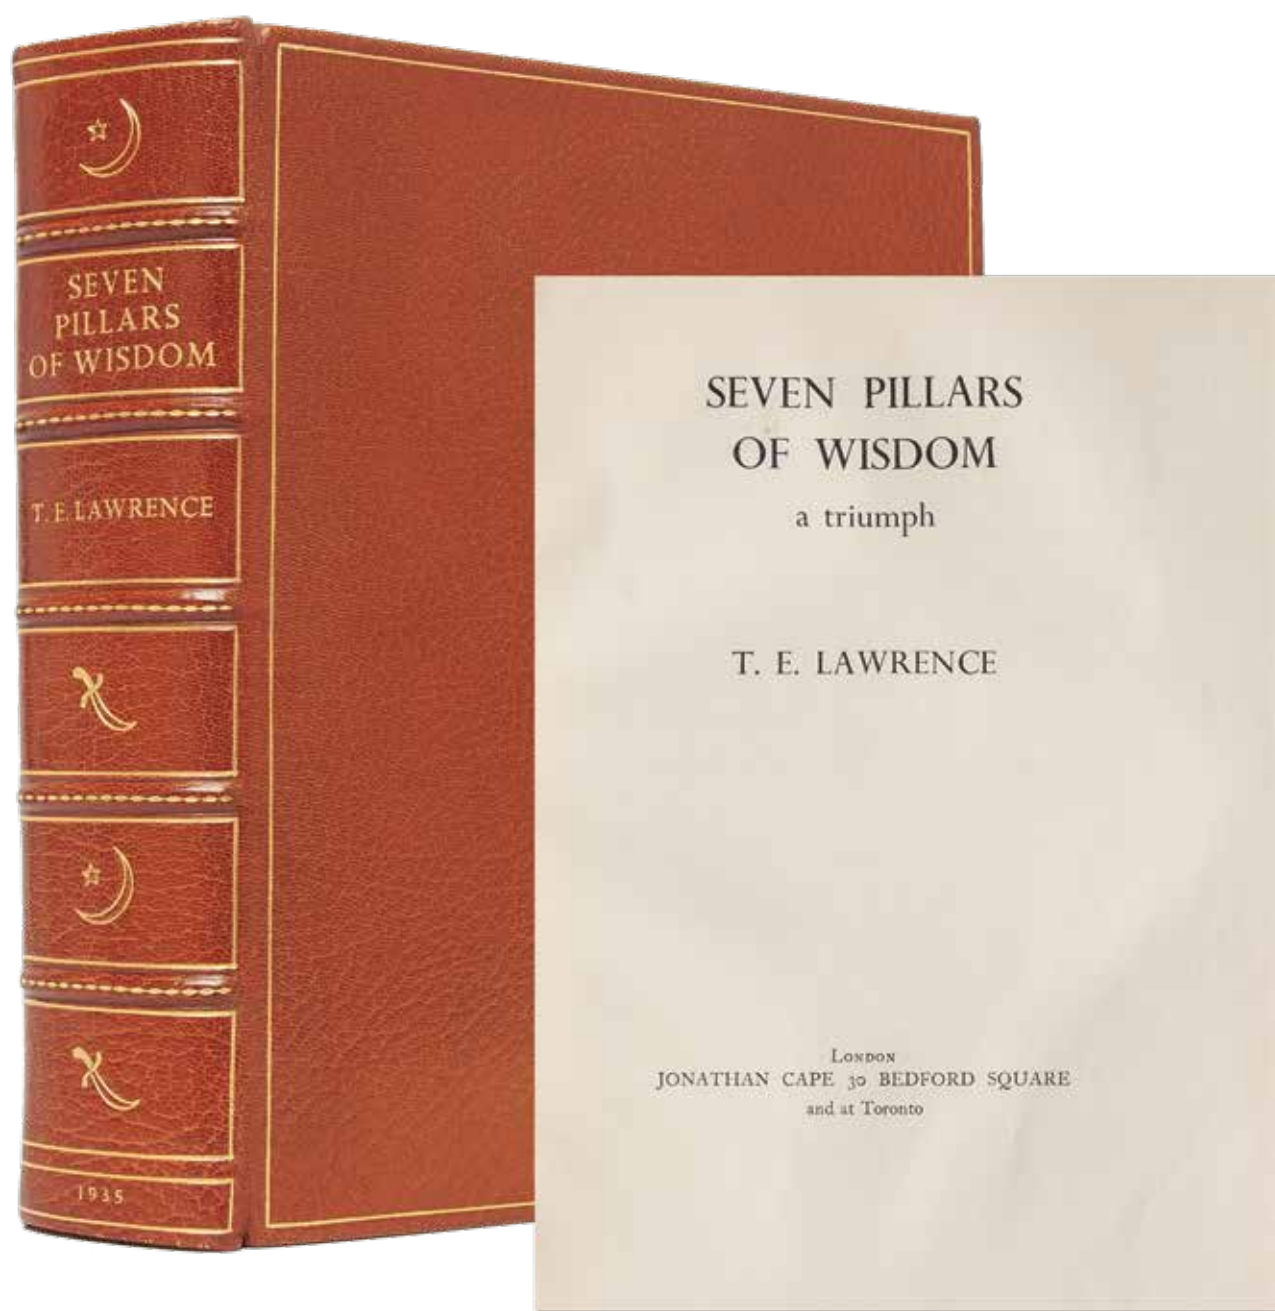 SEVEN
PILLARS
OF WISDOM
T. E. LAWRENCE
1935
SEVEN PILLARS
OF WISDOM
a triumph
T. E. LAWRENCE
London
JONATHAN CAPE 30 BEDFORD SQUARE
and at Toronto